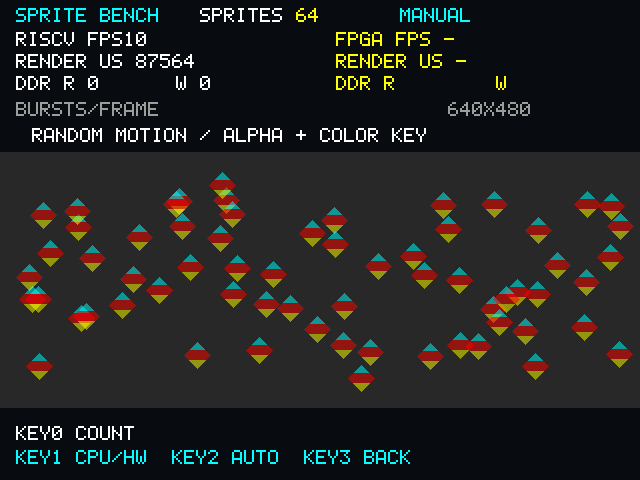 SPRITE BENCH SPRITES 64 MANUAL
RISCV FPS10 FPGA FPS -
RENDER US 87564 RENDER US -
DDR R 0 W 0 DDR R W
BURSTS/FRAME 640X480
RANDOM MOTION / ALPHA + COLOR KEY
KEY0 COUNT
KEY1 CPU/HW KEY2 AUTO KEY3 BACK